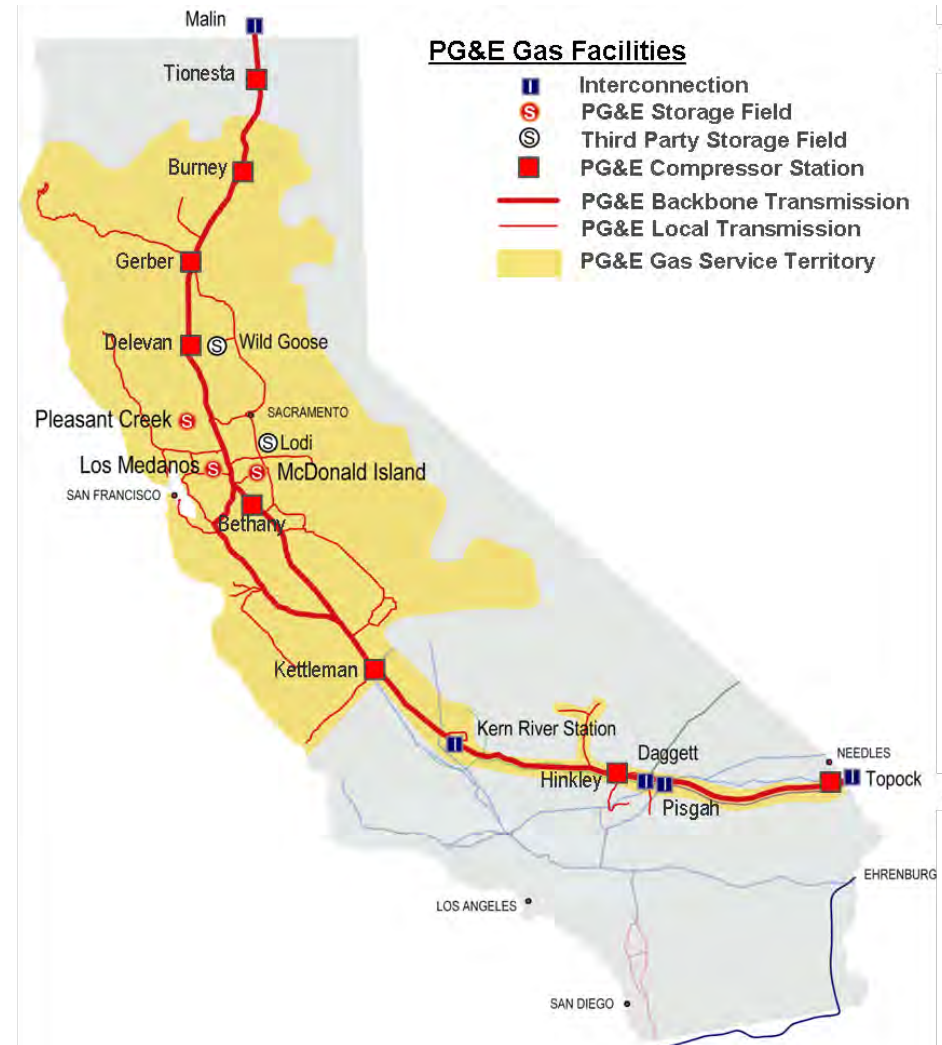 Malin
Tionesta
Burney
Gerber
Delevan
Wild Goose
SACRAMENTO
Pleasant Creek
S
S
S
Lodi
Los Medanos
S
S
McDonald Island
SAN FRANCISCO
Bethany
Kettleman
Kern River Station
Daggett
Hinkley
Pisgah
NEEDLES
Topock
EHRENBURG
LOS ANGELES
SAN DIEGO
PG&E Gas Facilities
I Interconnection
S PG&E Storage Field
S Third Party Storage Field
PG&E Compressor Station
PG&E Backbone Transmission
PG&E Local Transmission
PG&E Gas Service Territory
I
I
I
I
I